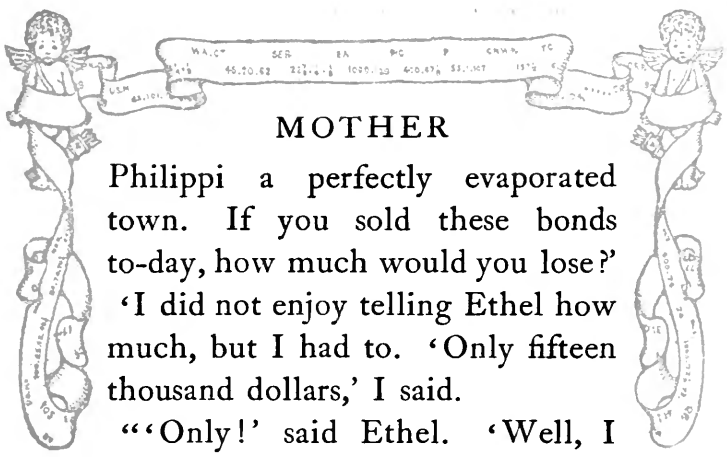 MOTHER
Philippi a perfectly evaporated
town. If you sold these bonds
to-day, how much would you lose?’
‘I did not enjoy telling Ethel how
much, but I had to. ‘Only fifteen
thousand dollars,’ I said.
“‘Only!’ said Ethel. ‘Well, I